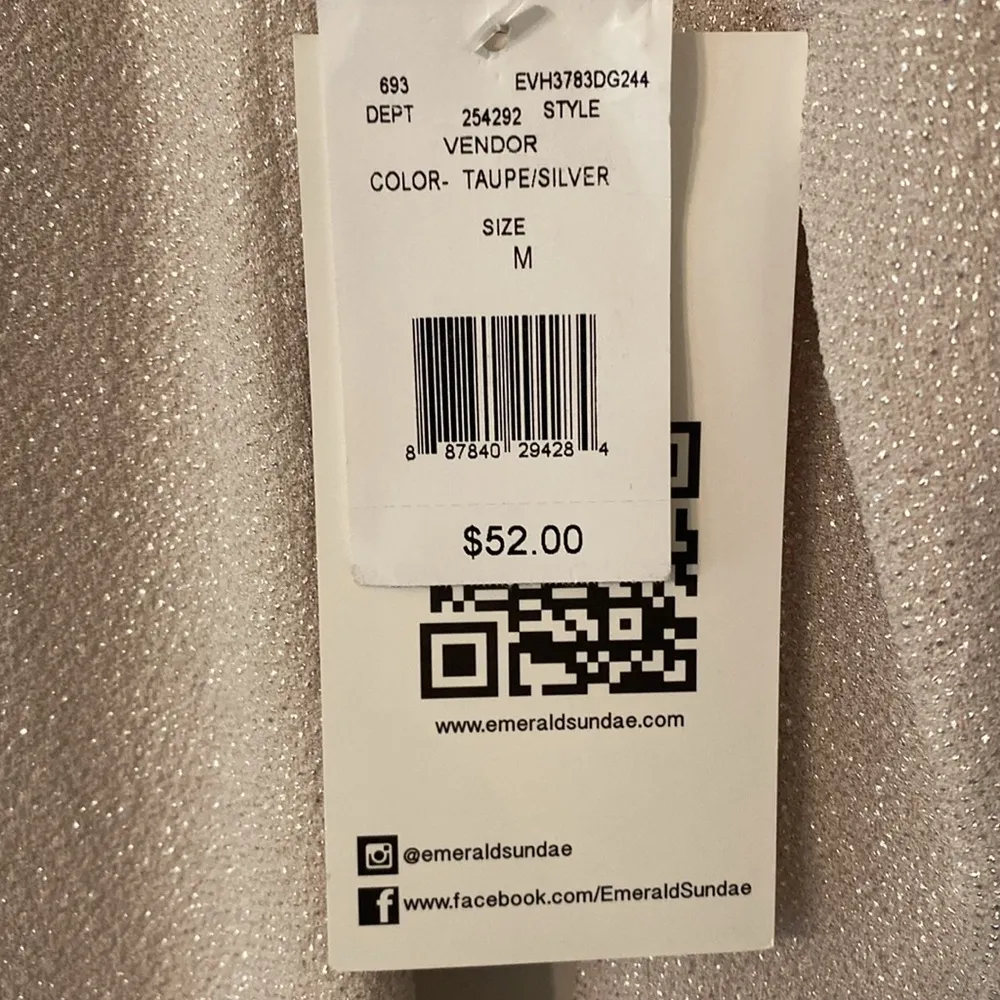 693 EVH3783DG244
DEPT 254292 STYLE
VENDOR
COLOR- TAUPE/SILVER
SIZE
M
8 87840 29428 4
$52.00
www.emeraldsundae.com
@emeraldsundae
www.facebook.com/EmeraldSundae